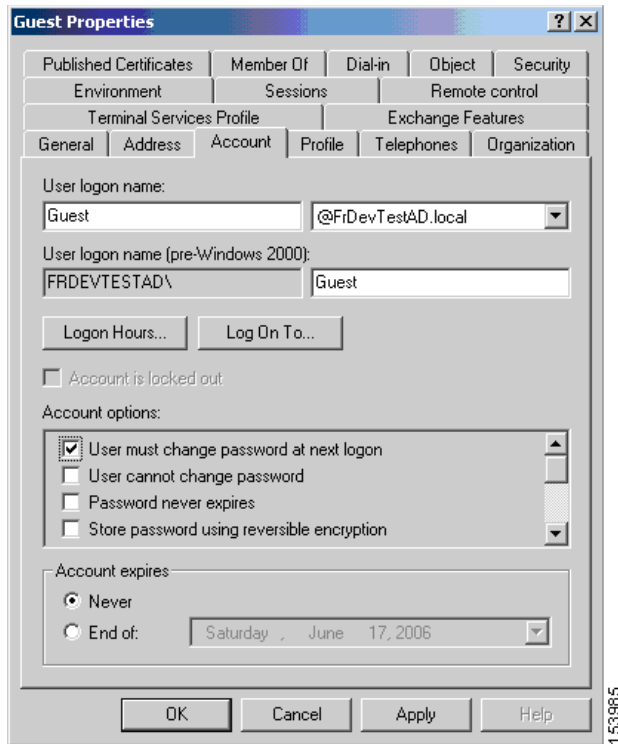 Guest Properties
Published Certificates Member Of Dial-in Object Security
Environment Sessions Remote control
Terminal Services Profile Exchange Features
General Address Account Profile Telephones Organization
User logon name:
Guest @FrDevTestAD.local
User logon name (pre-Windows 2000):
FRDEVTESTAD\ Guest
Logon Hours... Log On To...
Account is locked out
Account options:
User must change password at next logon
User cannot change password
Password never expires
Store password using reversible encryption
Account expires
Never
End of: Saturday , June 17, 2006
OK Cancel Apply Help
153985